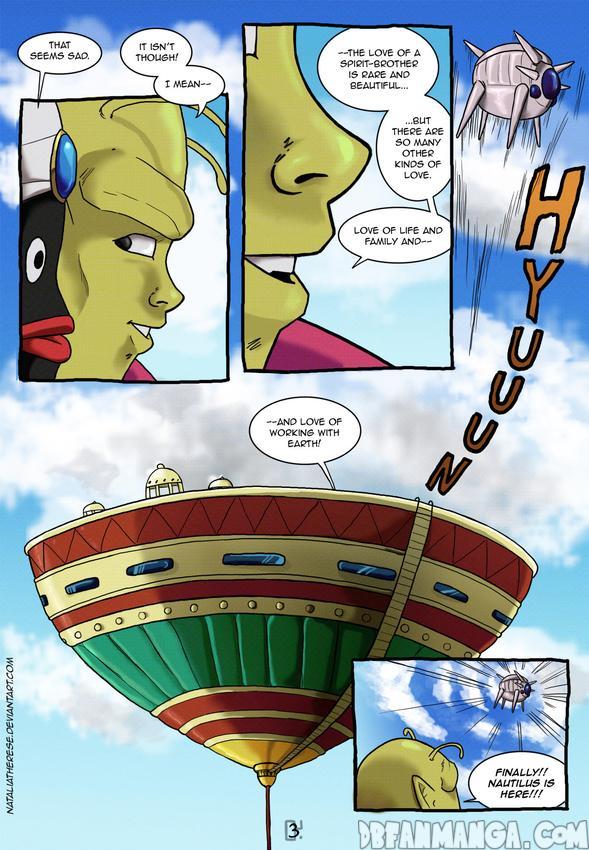 THAT
SEEMS SAD.
IT ISN'T
THOUGH!
I MEAN--
--THE LOVE OF A
SPIRIT-BROTHER
IS RARE AND
BEAUTIFUL...
...BUT
THERE ARE
SO MANY
OTHER
KINDS OF
LOVE.
LOVE OF LIFE AND
FAMILY AND--
HYUUUN
--AND LOVE OF
WORKING WITH
EARTH!
FINALLY!!
NAUTILUS IS
HERE!!!
NATALIATHERESE.DEVIANTART.COM
3
DBFANMANGA.COM